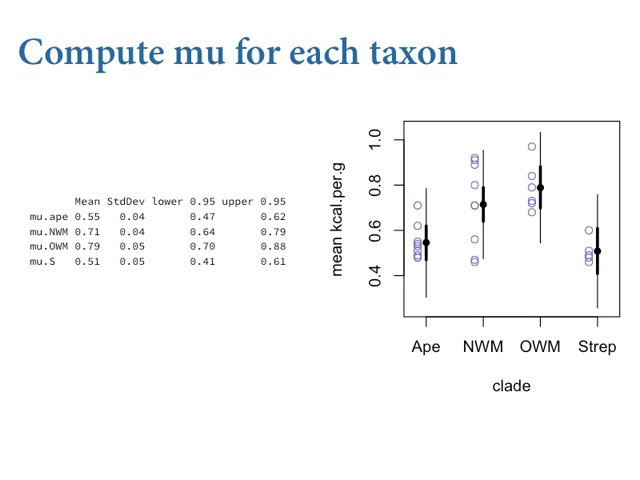 Compute mu for each taxon
Mean StdDev lower 0.95 upper 0.95
mu.ape 0.55 0.04 0.47 0.62
mu.NWM 0.71 0.04 0.64 0.79
mu.OWM 0.79 0.05 0.70 0.88
mu.S 0.51 0.05 0.41 0.61
mean kcal.per.g
1.0
0.8
0.6
0.4
Ape NWM OWM Strep
clade